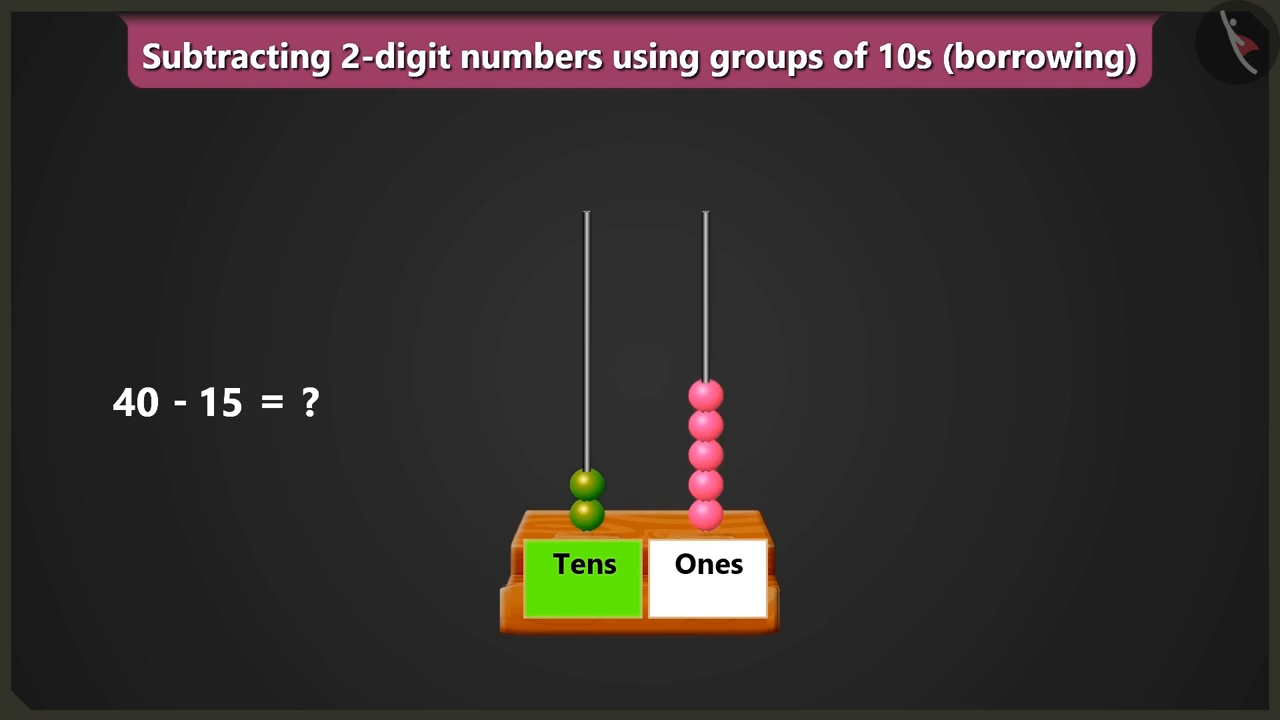 Subtracting 2-digit numbers using groups of 10s (borrowing)
40 - 15 = ?
Tens Ones